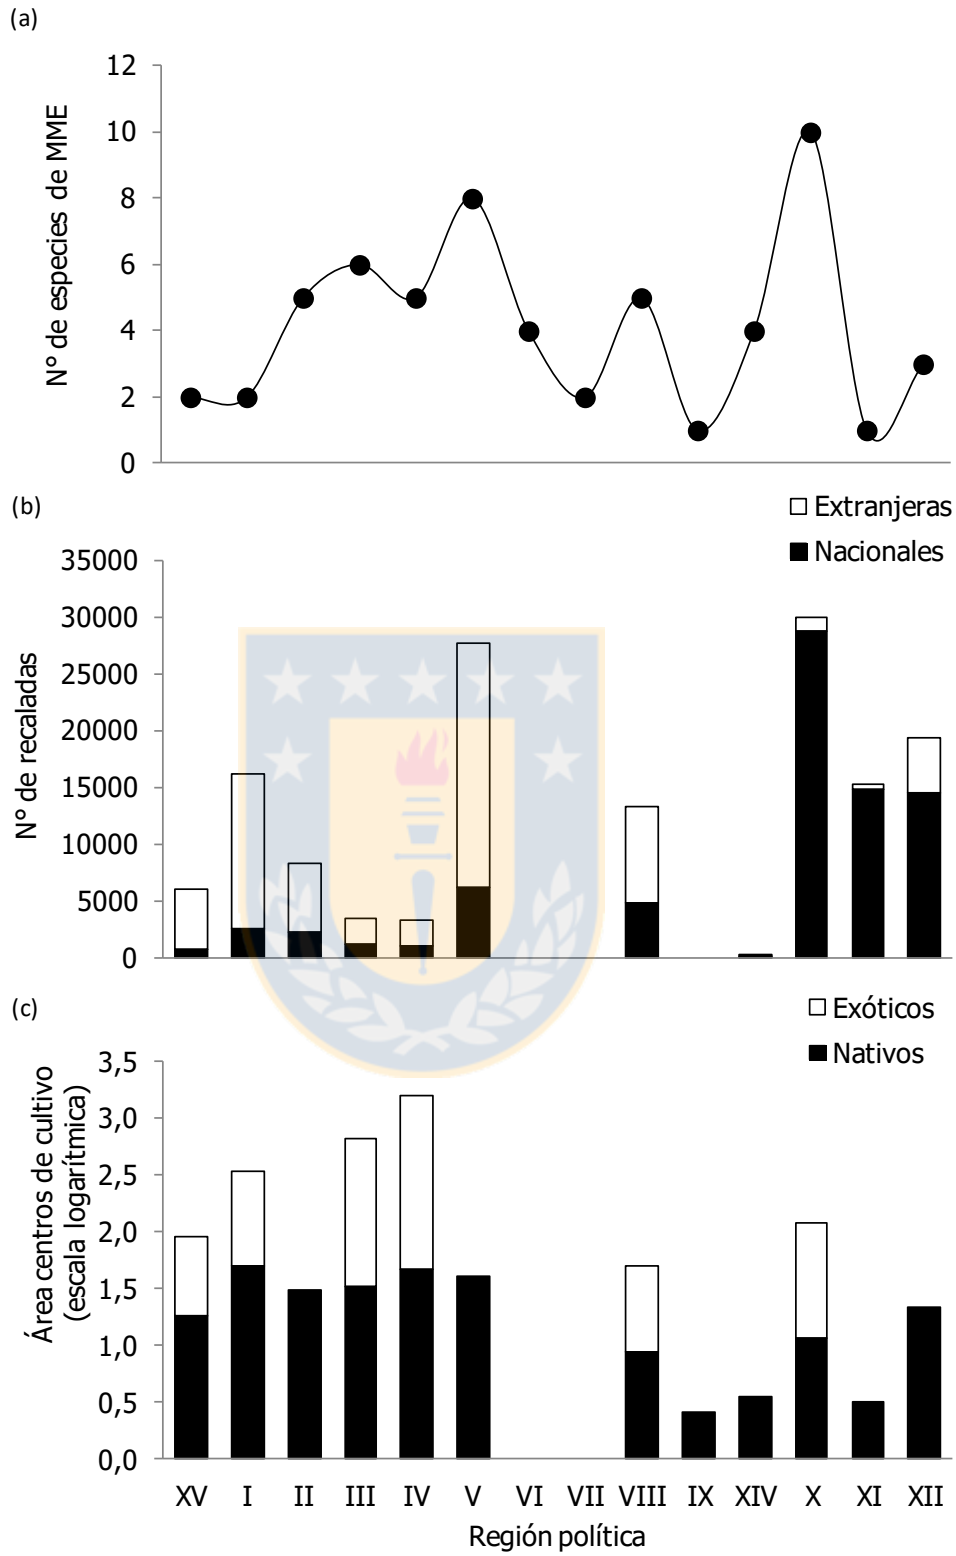 (a)
N° de especies de MME
12
10
8
6
4
2
0
(b)
Extranjeras
Nacionales
N° de recaladas
35000
30000
25000
20000
15000
10000
5000
0
(c)
Exóticos
Nativos
Área centros de cultivo
(escala logarítmica)
3,5
3,0
2,5
2,0
1,5
1,0
0,5
0,0
XV I II III IV V VI VII VIII IX XIV X XI XII
Región política